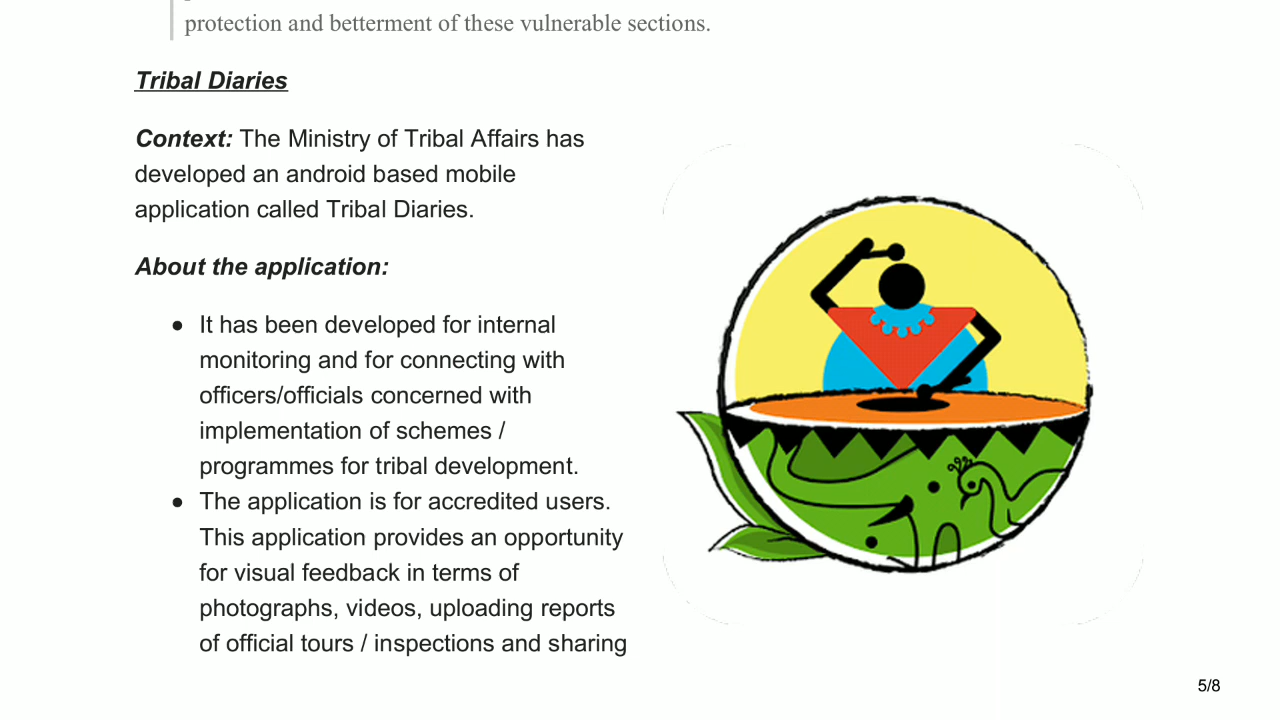 protection and betterment of these vulnerable sections.
Tribal Diaries
Context: The Ministry of Tribal Affairs has
developed an android based mobile
application called Tribal Diaries.
About the application:
● It has been developed for internal
monitoring and for connecting with
officers/officials concerned with
implementation of schemes /
programmes for tribal development.
● The application is for accredited users.
This application provides an opportunity
for visual feedback in terms of
photographs, videos, uploading reports
of official tours / inspections and sharing
5/8